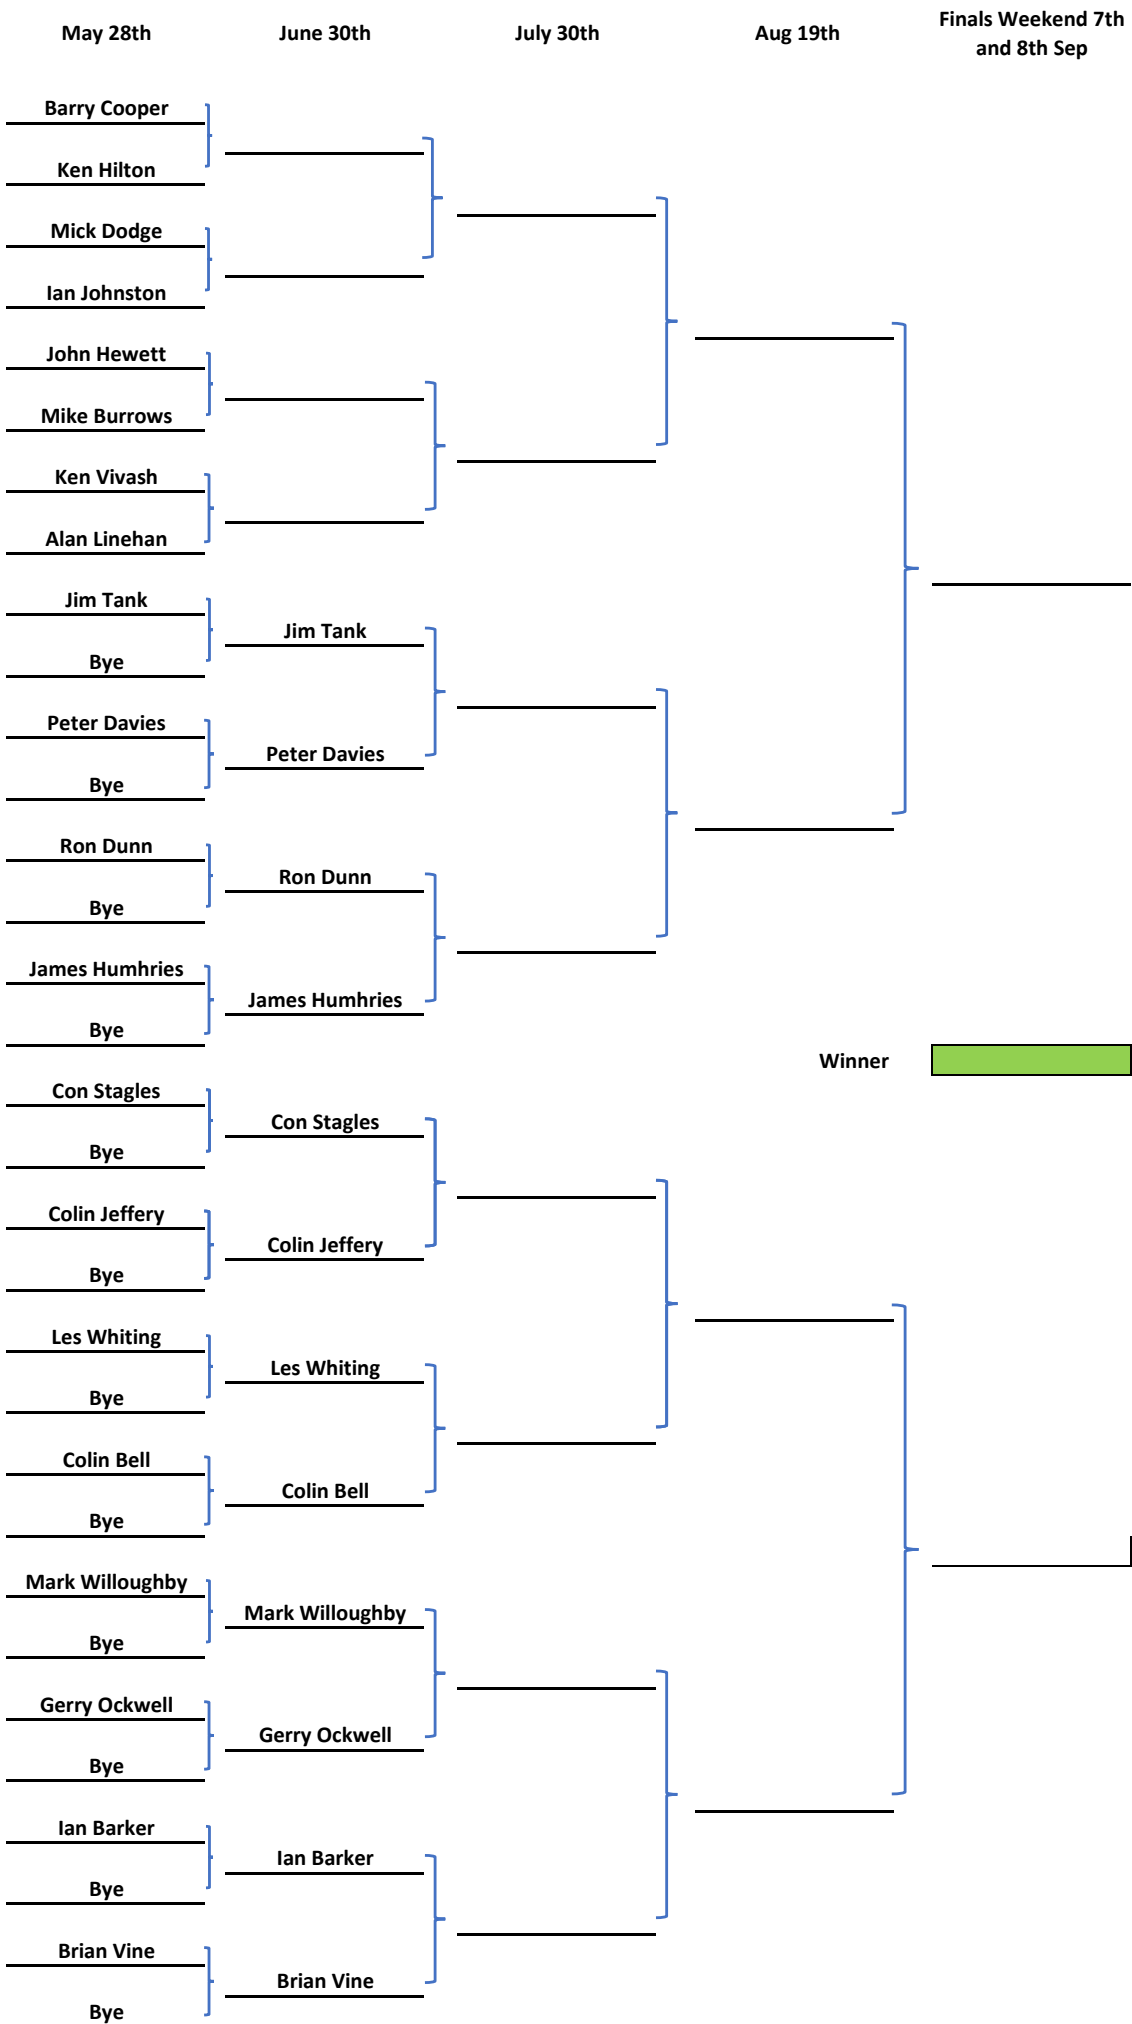 May 28th
June 30th
July 30th
Aug 19th
Finals Weekend 7th
and 8th Sep
Barry Cooper
Ken Hilton
Mick Dodge
Ian Johnston
John Hewett
Mike Burrows
Ken Vivash
Alan Linehan
Jim Tank
Jim Tank
Bye
Peter Davies
Peter Davies
Bye
Ron Dunn
Ron Dunn
Bye
James Humhries
James Humhries
Bye
Winner
Con Stagles
Con Stagles
Bye
Colin Jeffery
Colin Jeffery
Bye
Les Whiting
Les Whiting
Bye
Colin Bell
Colin Bell
Bye
Mark Willoughby
Mark Willoughby
Bye
Gerry Ockwell
Gerry Ockwell
Bye
Ian Barker
Ian Barker
Bye
Brian Vine
Brian Vine
Bye